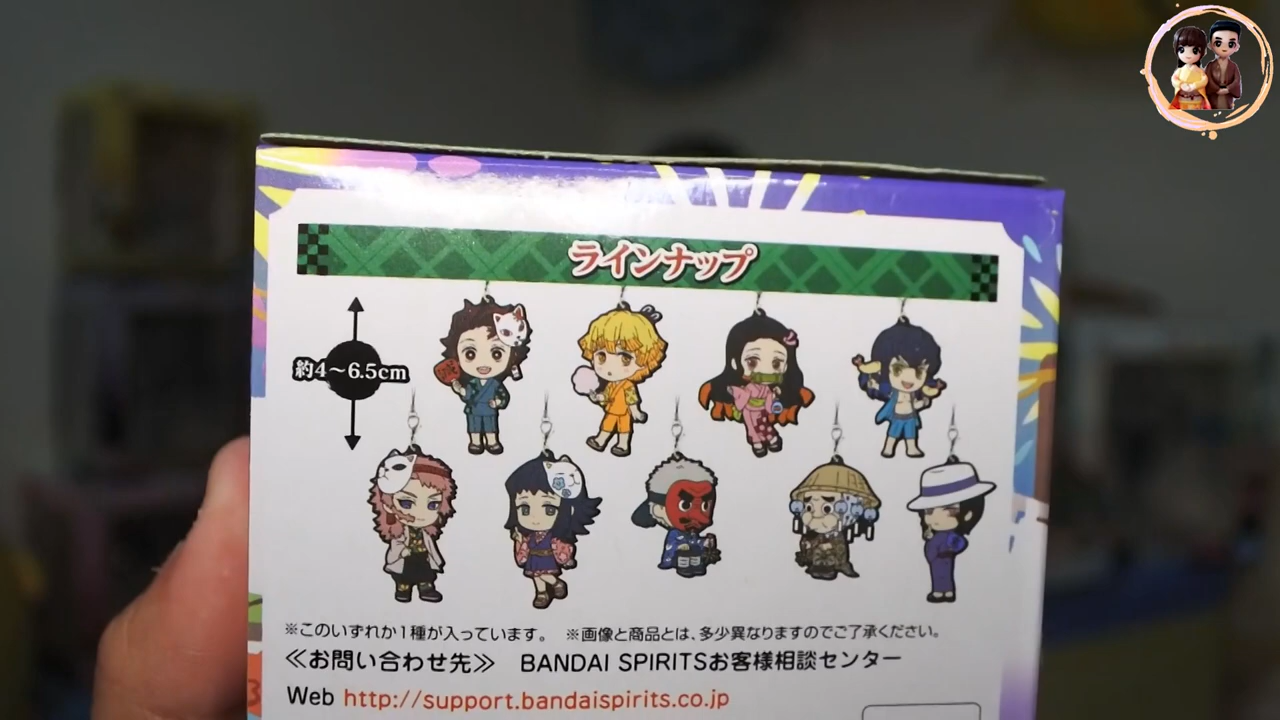 ラインナップ
約4～6.5cm
※このいずれか1種が入っています。 ※画像と商品とは、多少異なりますのでご了承ください。
≪お問い合わせ先≫ BANDAI SPIRITSお客様相談センター
Web http://support.bandaispirits.co.jp